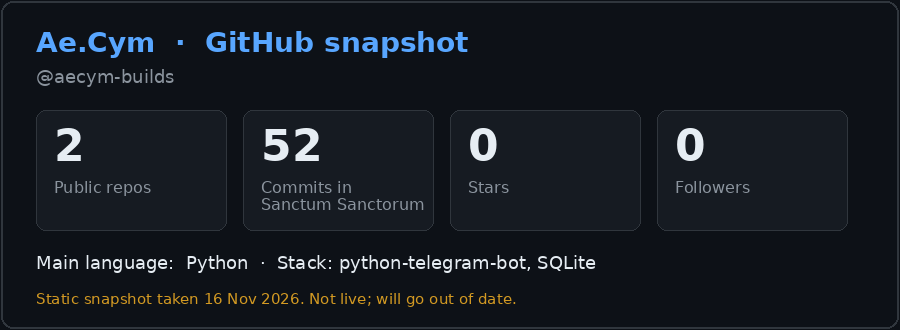 Ae.Cym · GitHub snapshot
@aecym-builds
2
Public repos
52
Commits in
Sanctum Sanctorum
0
Stars
0
Followers
Main language: Python · Stack: python-telegram-bot, SQLite
Static snapshot taken 16 Nov 2026. Not live; will go out of date.